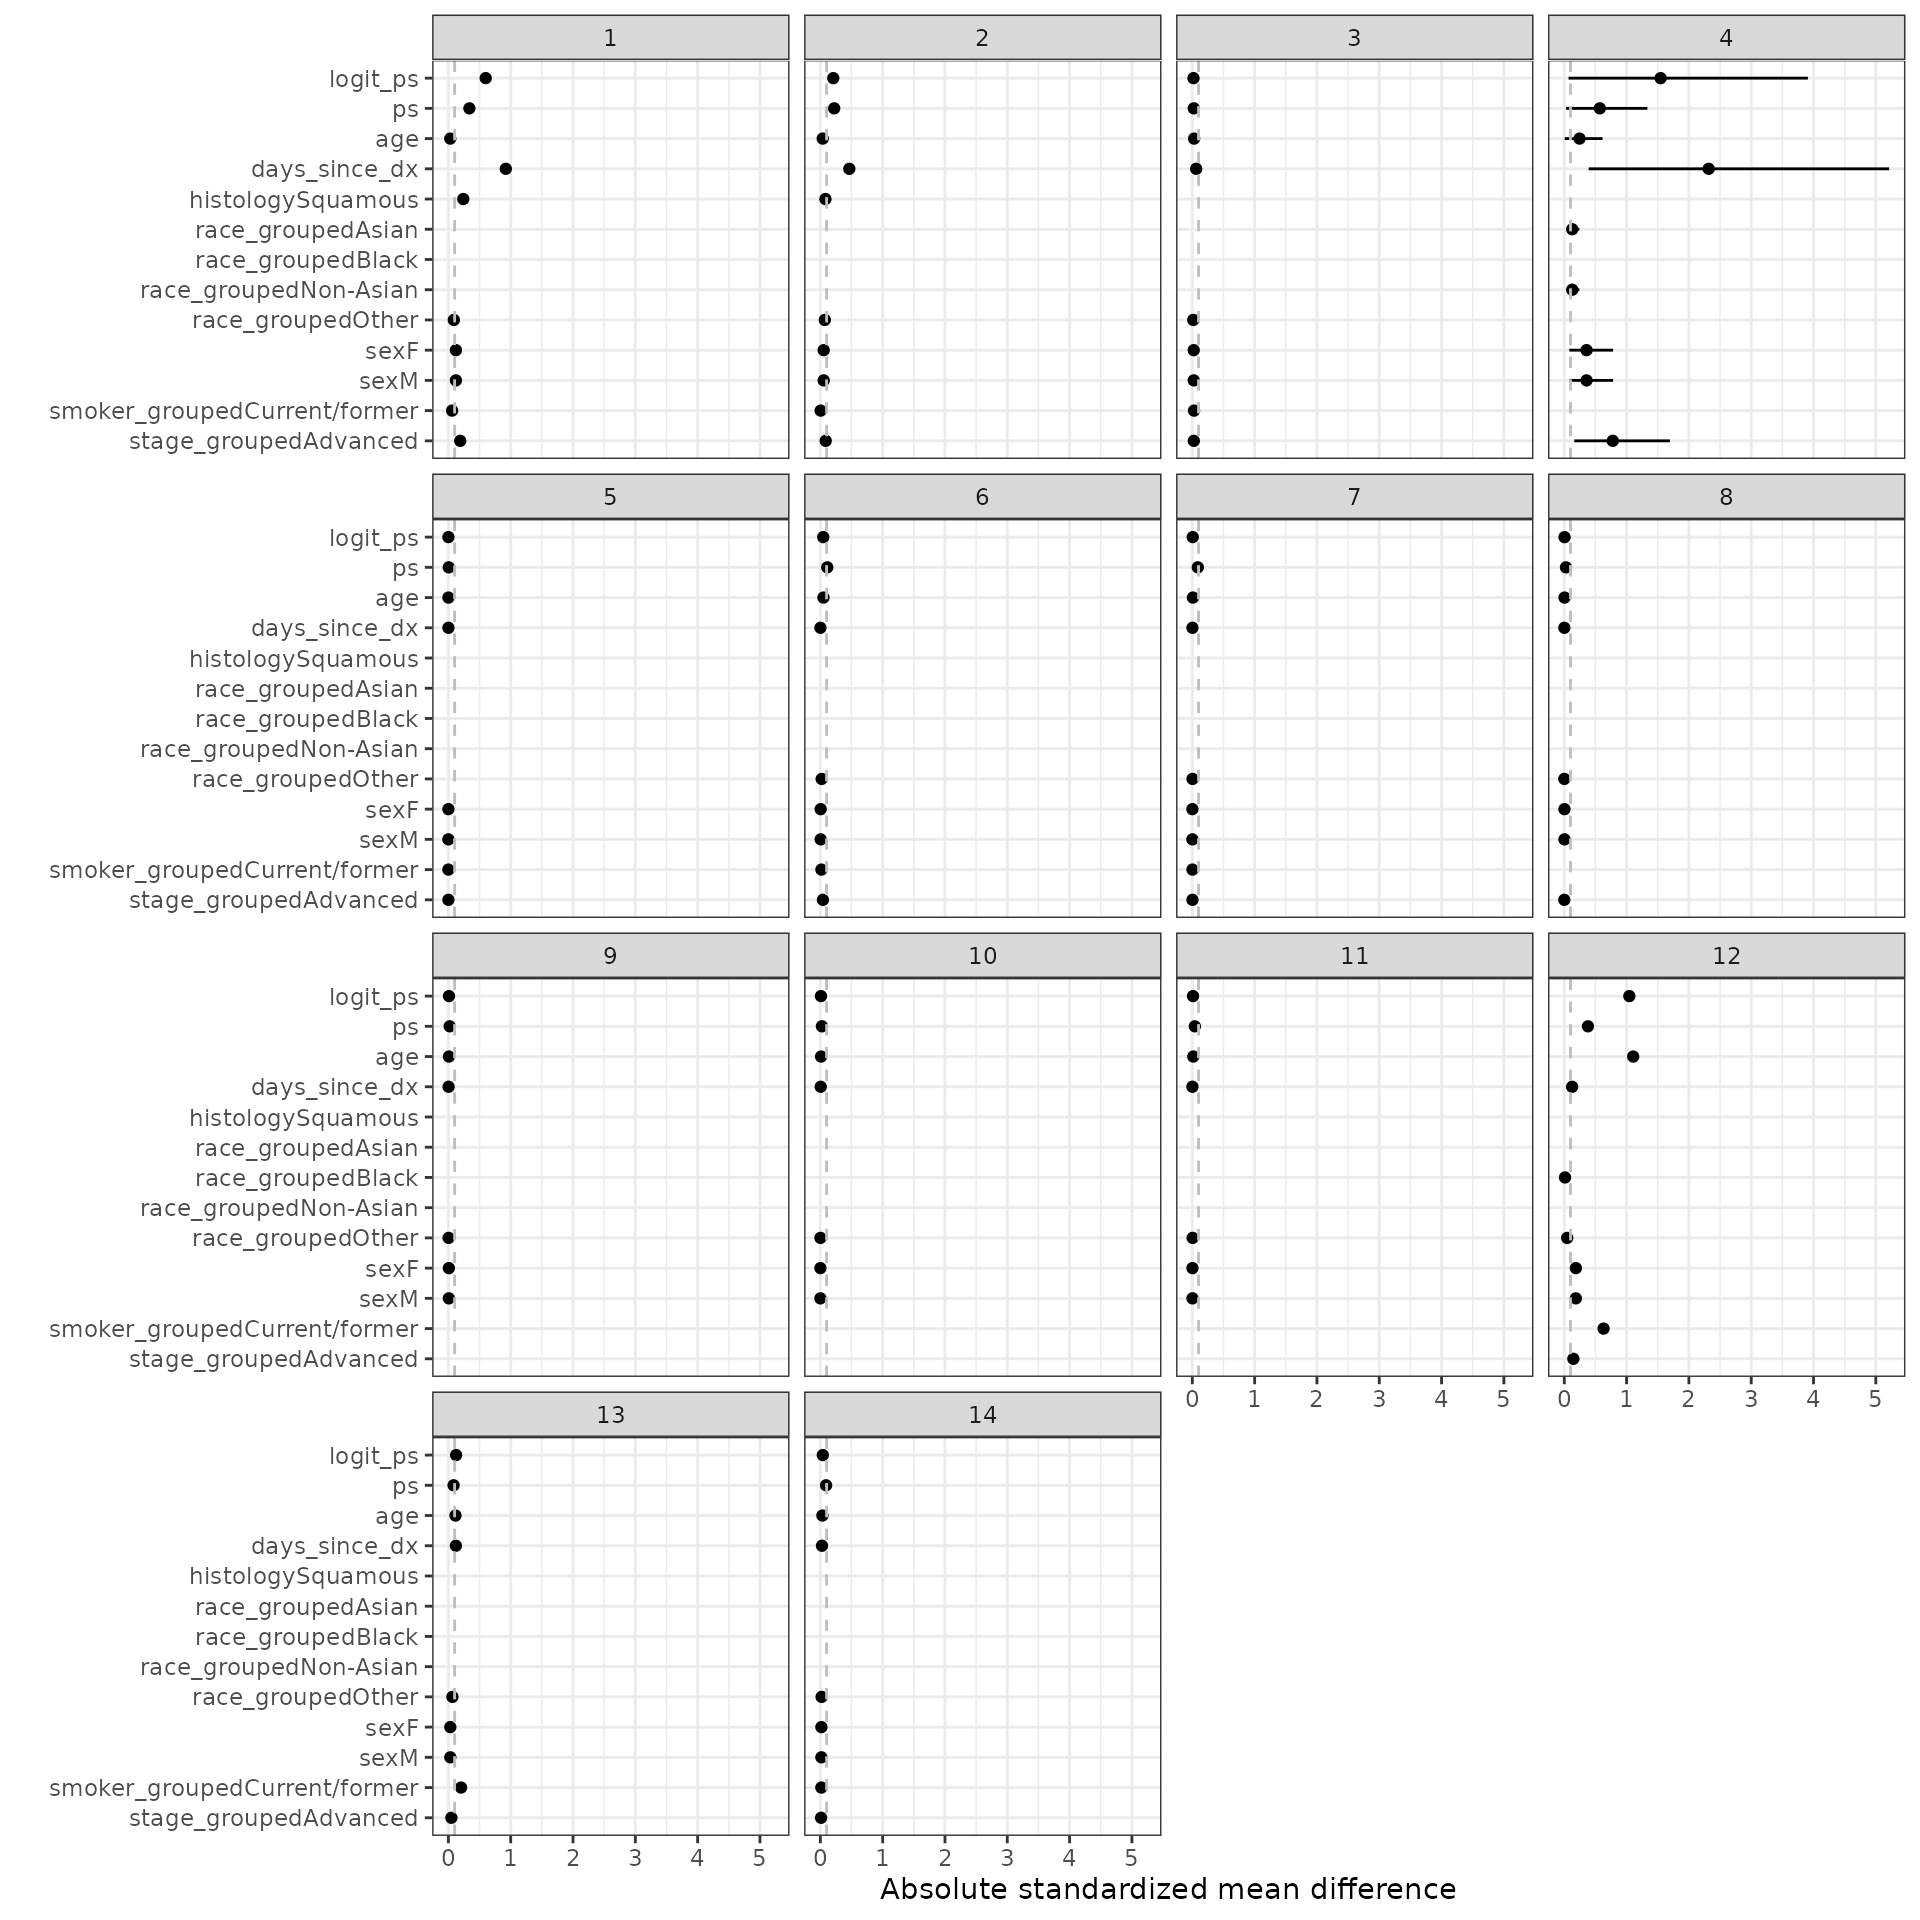 1 2 3 4
logit_ps
ps
age
days_since_dx
histologySquamous
race_groupedAsian
race_groupedBlack
race_groupedNon-Asian
race_groupedOther
sexF
sexM
smoker_groupedCurrent/former
stage_groupedAdvanced
5 6 7 8
logit_ps
ps
age
days_since_dx
histologySquamous
race_groupedAsian
race_groupedBlack
race_groupedNon-Asian
race_groupedOther
sexF
sexM
smoker_groupedCurrent/former
stage_groupedAdvanced
9 10 11 12
logit_ps
ps
age
days_since_dx
histologySquamous
race_groupedAsian
race_groupedBlack
race_groupedNon-Asian
race_groupedOther
sexF
sexM
smoker_groupedCurrent/former
stage_groupedAdvanced
0 1 2 3 4 5 0 1 2 3 4 5
13 14
logit_ps
ps
age
days_since_dx
histologySquamous
race_groupedAsian
race_groupedBlack
race_groupedNon-Asian
race_groupedOther
sexF
sexM
smoker_groupedCurrent/former
stage_groupedAdvanced
0 1 2 3 4 5 0 1 2 3 4 5
Absolute standardized mean difference